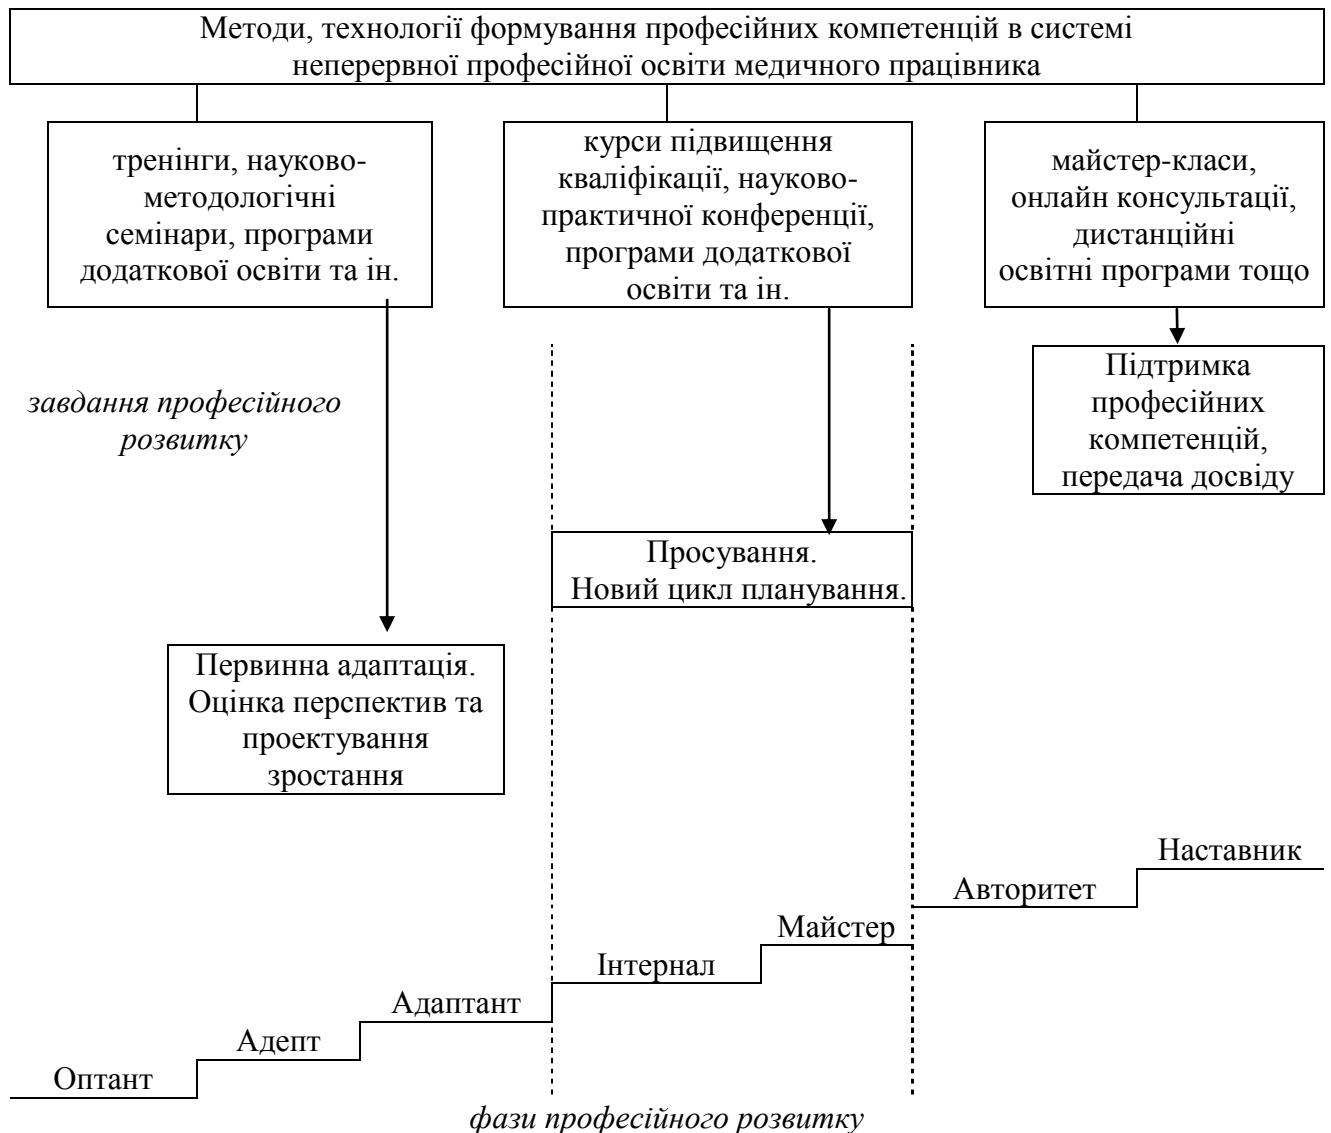 Методи, технології формування професійних компетенцій в системі
неперервної професійної освіти медичного працівника
тренінги, науково-
методологічні
семінари, програми
додаткової освіти та ін.
курси підвищення
кваліфікації, науково-
практичної конференції,
програми додаткової
освіти та ін.
майстер-класи,
онлайн консультації,
дистанційні
освітні програми тощо
завдання професійного
розвитку
Підтримка
професійних
компетенцій,
передача досвіду
Просування.
Новий цикл планування.
Первинна адаптація.
Оцінка перспектив та
проектування
зростання
Оптант
Адепт
Адаптант
Інтернал
Майстер
Авторитет
Наставник
фази професійного розвитку